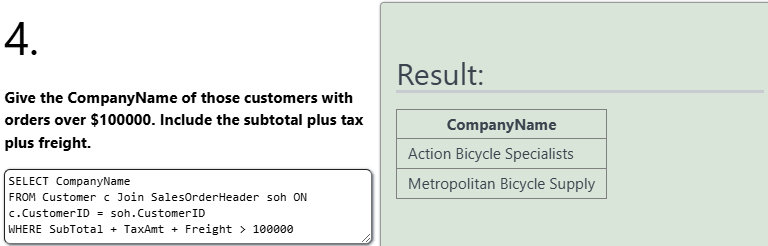 4.
Give the CompanyName of those customers with
orders over $100000. Include the subtotal plus tax
plus freight.
SELECT CompanyName
FROM Customer c Join SalesOrderHeader soh ON
c.CustomerID = soh.CustomerID
WHERE SubTotal + TaxAmt + Freight > 100000
Result:
CompanyName
Action Bicycle Specialists
Metropolitan Bicycle Supply